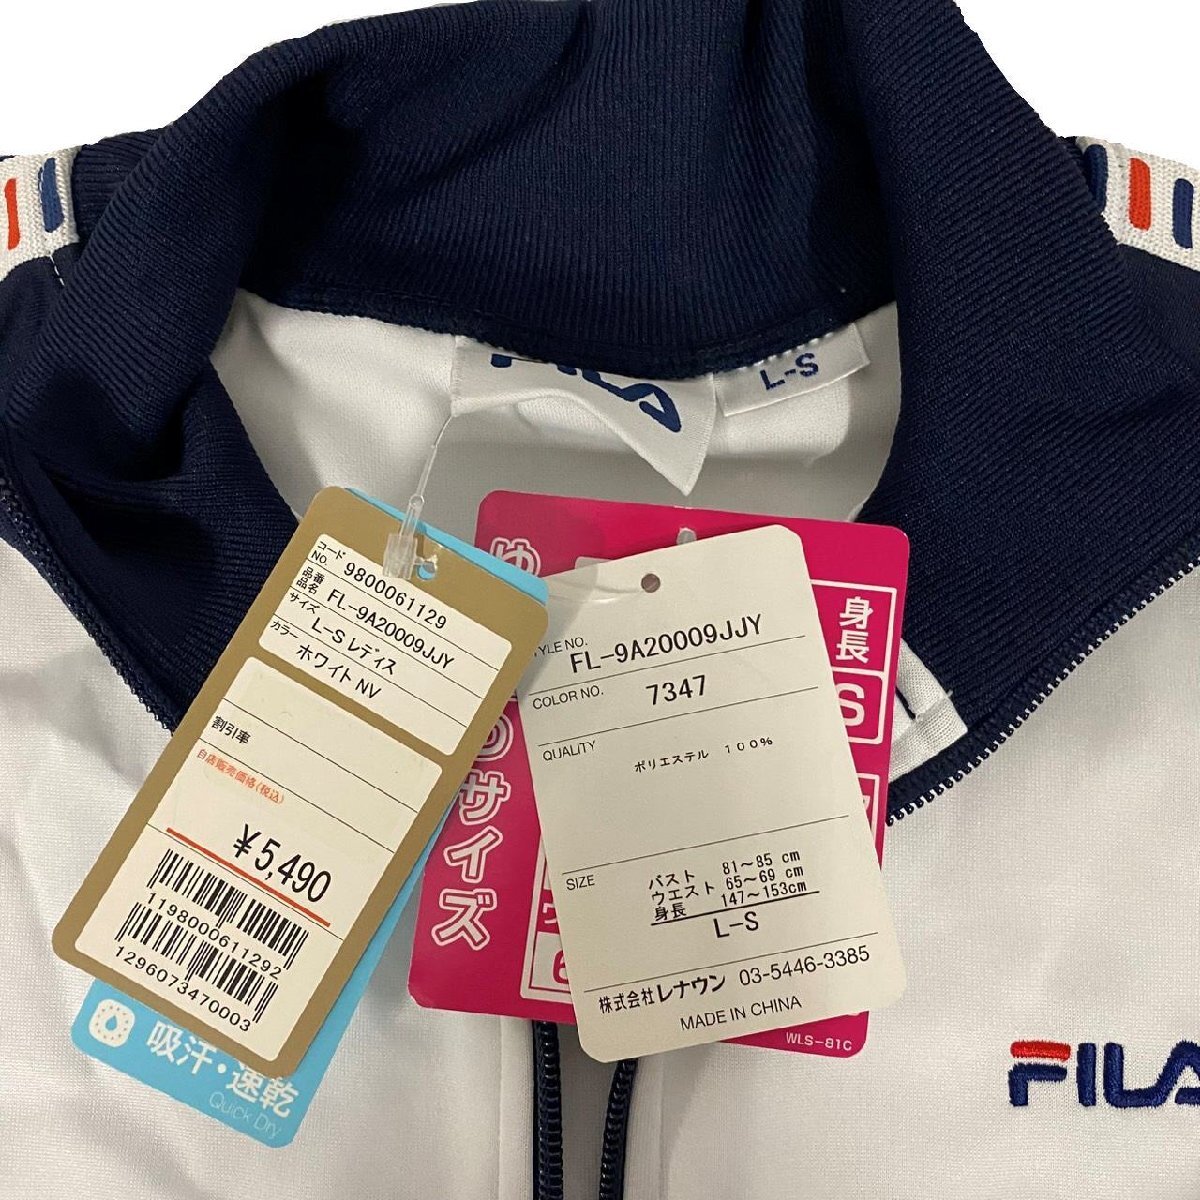 FILA
L-S
コード
NO. 9800061129
品番
品名 FL-9A20009JJY
サイズ L-S レディス
カラー ホワイト NV
割引率
自店販売価格(税込)
¥5,490
1198000611292
1296073470003
吸汗・速乾
Quick Dry
サイズ
身長
S
TYLE NO. FL-9A20009JJY
COLOR NO. 7347
QUALITY
ポリエステル 100%
SIZE
バスト 81~85 cm
ウエスト 65~69 cm
身長 147~153cm
L-S
株式会社レナウン 03-5446-3385
MADE IN CHINA
WLS-81C
FILA